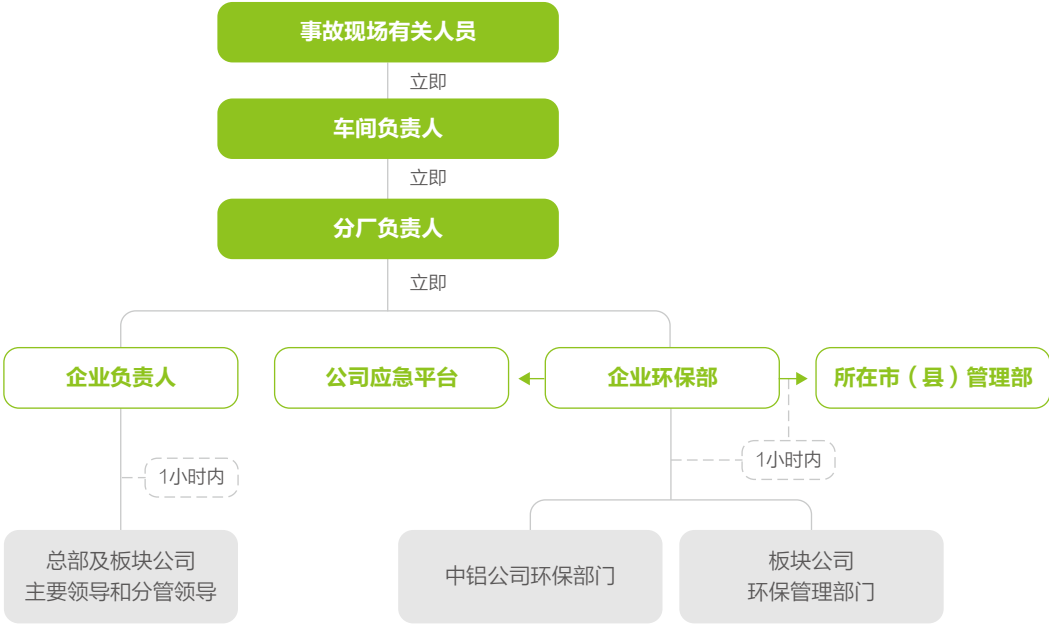 事故现场有关人员
立即
车间负责人
立即
分厂负责人
立即
企业负责人
公司应急平台
企业环保部
所在市（县）管理部
1小时内
1小时内
总部及板块公司
主要领导和分管领导
中铝公司环保部门
板块公司
环保管理部门